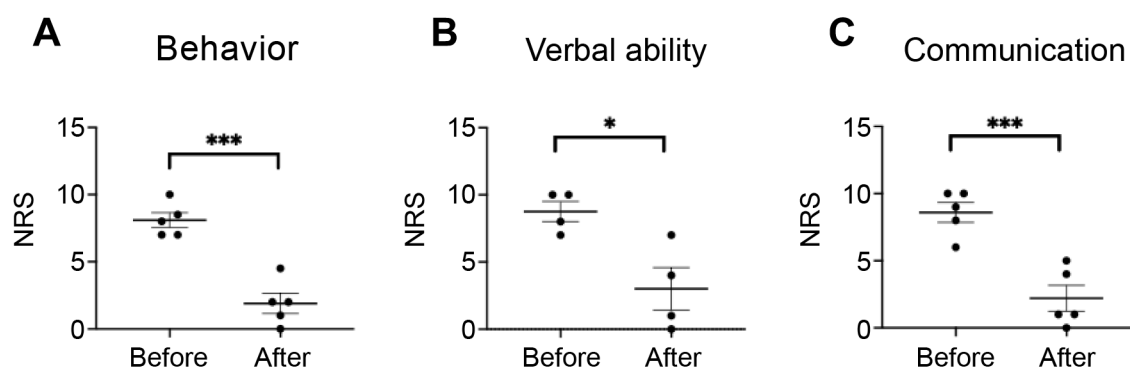 A
Behavior
NRS
15
10
5
0
***
Before
After
B
Verbal ability
NRS
15
10
5
0
*
Before
After
C
Communication
NRS
15
10
5
0
***
Before
After